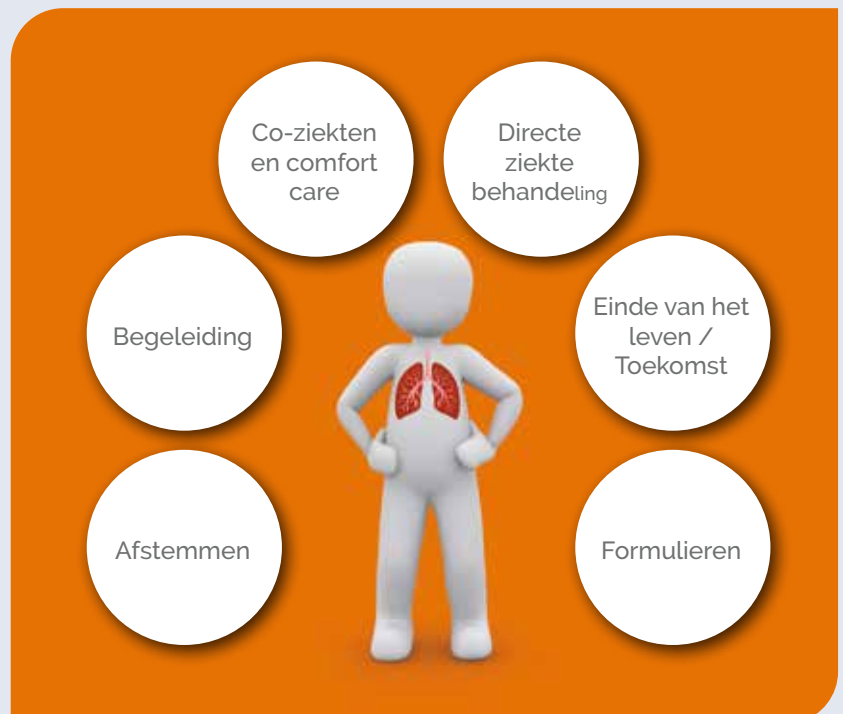 Co-ziekten
en comfort
care
Directe
ziekte
behandeling
Begeleiding
Einde van het
leven /
Toekomst
Afstemmen
Formulieren